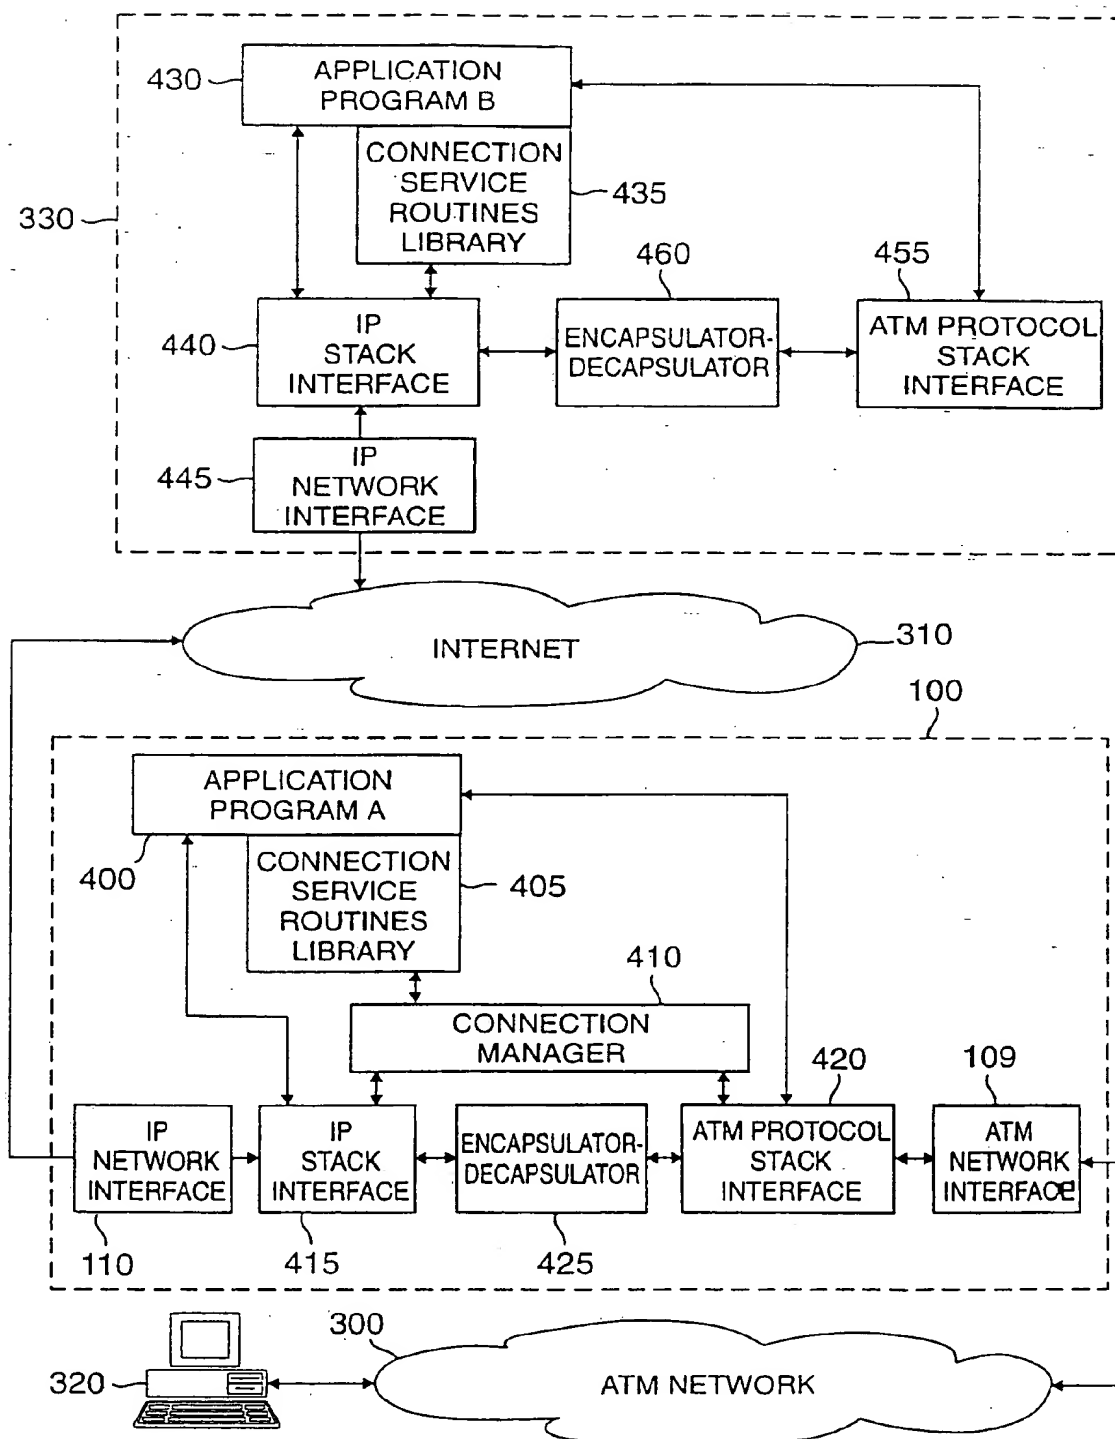 430
APPLICATION
PROGRAM B
CONNECTION
SERVICE
ROUTINES
LIBRARY
435
330
460
455
440
IP
STACK
INTERFACE
ENCAPSULATOR-
DECAPSULATOR
ATM PROTOCOL
STACK
INTERFACE
445
IP
NETWORK
INTERFACE
INTERNET
310
100
APPLICATION
PROGRAM A
400
CONNECTION
SERVICE
ROUTINES
LIBRARY
405
410
CONNECTION
MANAGER
420
109
IP
NETWORK
INTERFACE
IP
STACK
INTERFACE
ENCAPSULATOR-
DECAPSULATOR
ATM PROTOCOL
STACK
INTERFACE
ATM
NETWORK
INTERFACE
110
415
425
300
320
ATM NETWORK